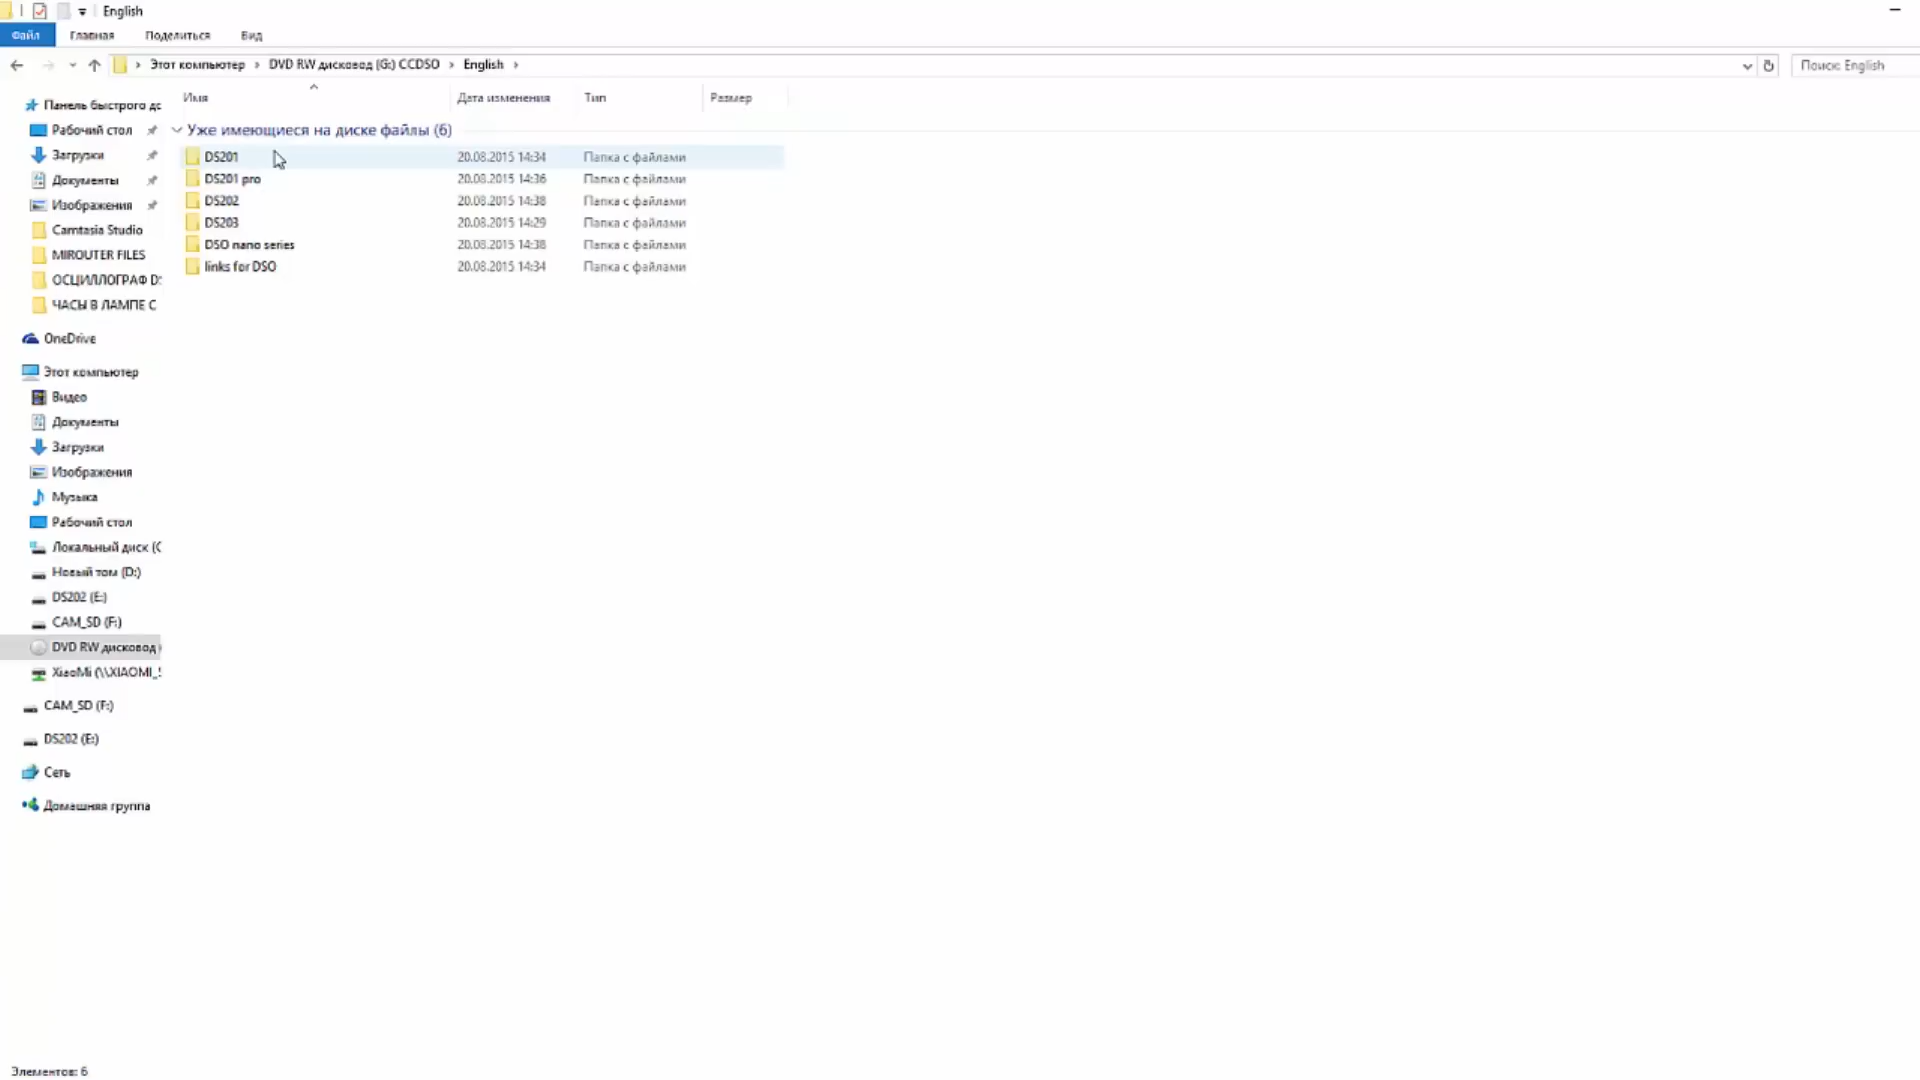 English
Файл Главная Поделиться Вид
Этот компьютер › DVD RW дисковод (G:) CCDSO › English ›
Поиск: English
Имя Дата изменения Тип Размер
Уже имеющиеся на диске файлы (6)
DS201 20.08.2015 14:34 Папка с файлами
DS201 pro 20.08.2015 14:36 Папка с файлами
DS202 20.08.2015 14:38 Папка с файлами
DS203 20.08.2015 14:29 Папка с файлами
DSO nano series 20.08.2015 14:38 Папка с файлами
links for DSO 20.08.2015 14:34 Папка с файлами
Панель быстрого дс
Рабочий стол
Загрузки
Документы
Изображения
Camtasia Studio
MIROUTER FILES
ОСЦИЛЛОГРАФ D:
ЧАСЫ В ЛАМПЕ С
OneDrive
Этот компьютер
Видео
Документы
Загрузки
Изображения
Музыка
Рабочий стол
Локальный диск (C
Новый том (D:)
DS202 (E:)
CAM_SD (F:)
DVD RW дисковод (
XiaoMi (\\XIAOMI_!
CAM_SD (F:)
DS202 (E:)
Сеть
Домашняя группа
Элементов: 6